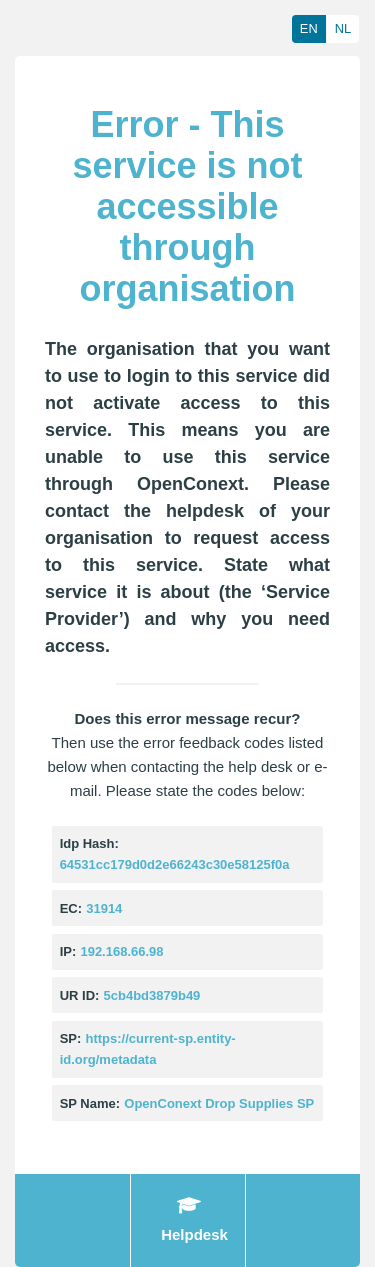 EN NL
Error - This
service is not
accessible
through
organisation
The organisation that you want
to use to login to this service did
not activate access to this
service. This means you are
unable to use this service
through OpenConext. Please
contact the helpdesk of your
organisation to request access
to this service. State what
service it is about (the ‘Service
Provider’) and why you need
access.
Does this error message recur?
Then use the error feedback codes listed
below when contacting the help desk or e-
mail. Please state the codes below:
Idp Hash:
64531cc179d0d2e66243c30e58125f0a
EC: 31914
IP: 192.168.66.98
UR ID: 5cb4bd3879b49
SP: https://current-sp.entity-
id.org/metadata
SP Name: OpenConext Drop Supplies SP
Helpdesk